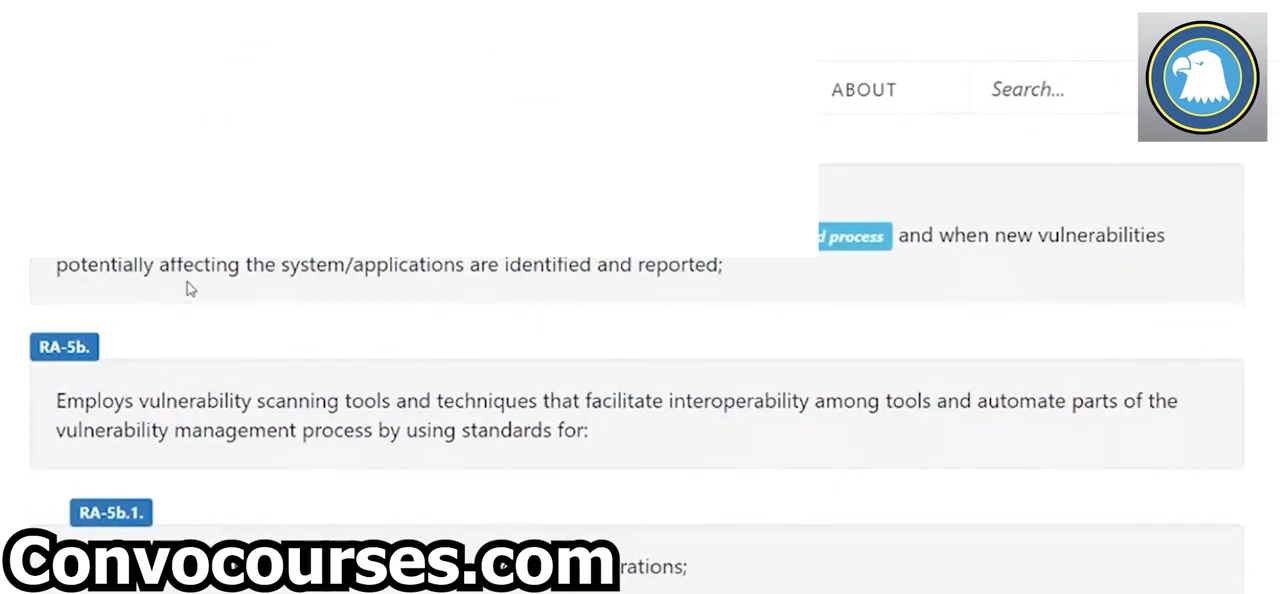 ABOUT
Search...
process and when new vulnerabilities
potentially affecting the system/applications are identified and reported;
RA-5b.
Employs vulnerability scanning tools and techniques that facilitate interoperability among tools and automate parts of the
vulnerability management process by using standards for:
RA-5b.1.
Convocourses.com
rations;